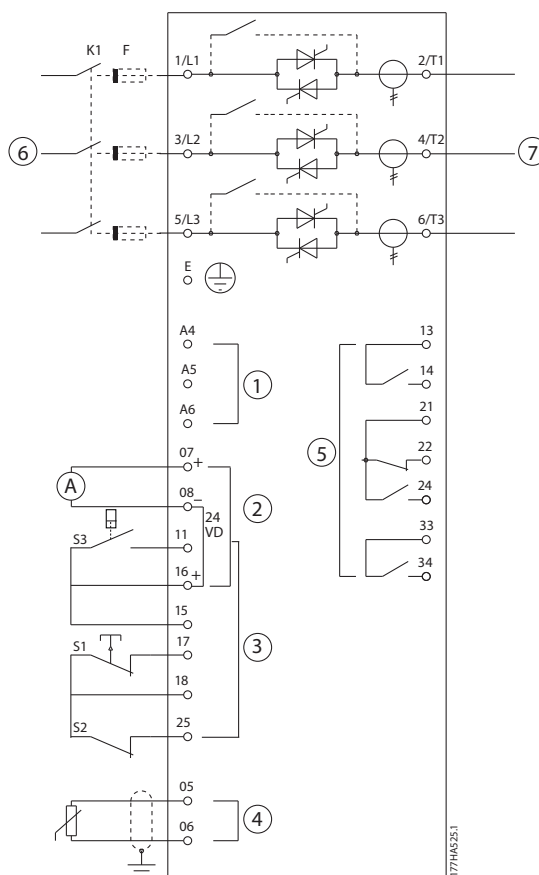 K1 F 1/L1 2/T1
6 3/L2 4/T2 7
5/L3 6/T3
E
A4 13
A5 1 14
A6
21
07 + 5 22
A
08 – 2 24
24
VD
S3 11 33
16 + 34
15
3
S1 17
18
S2 25
05
4
06
177HA525.1